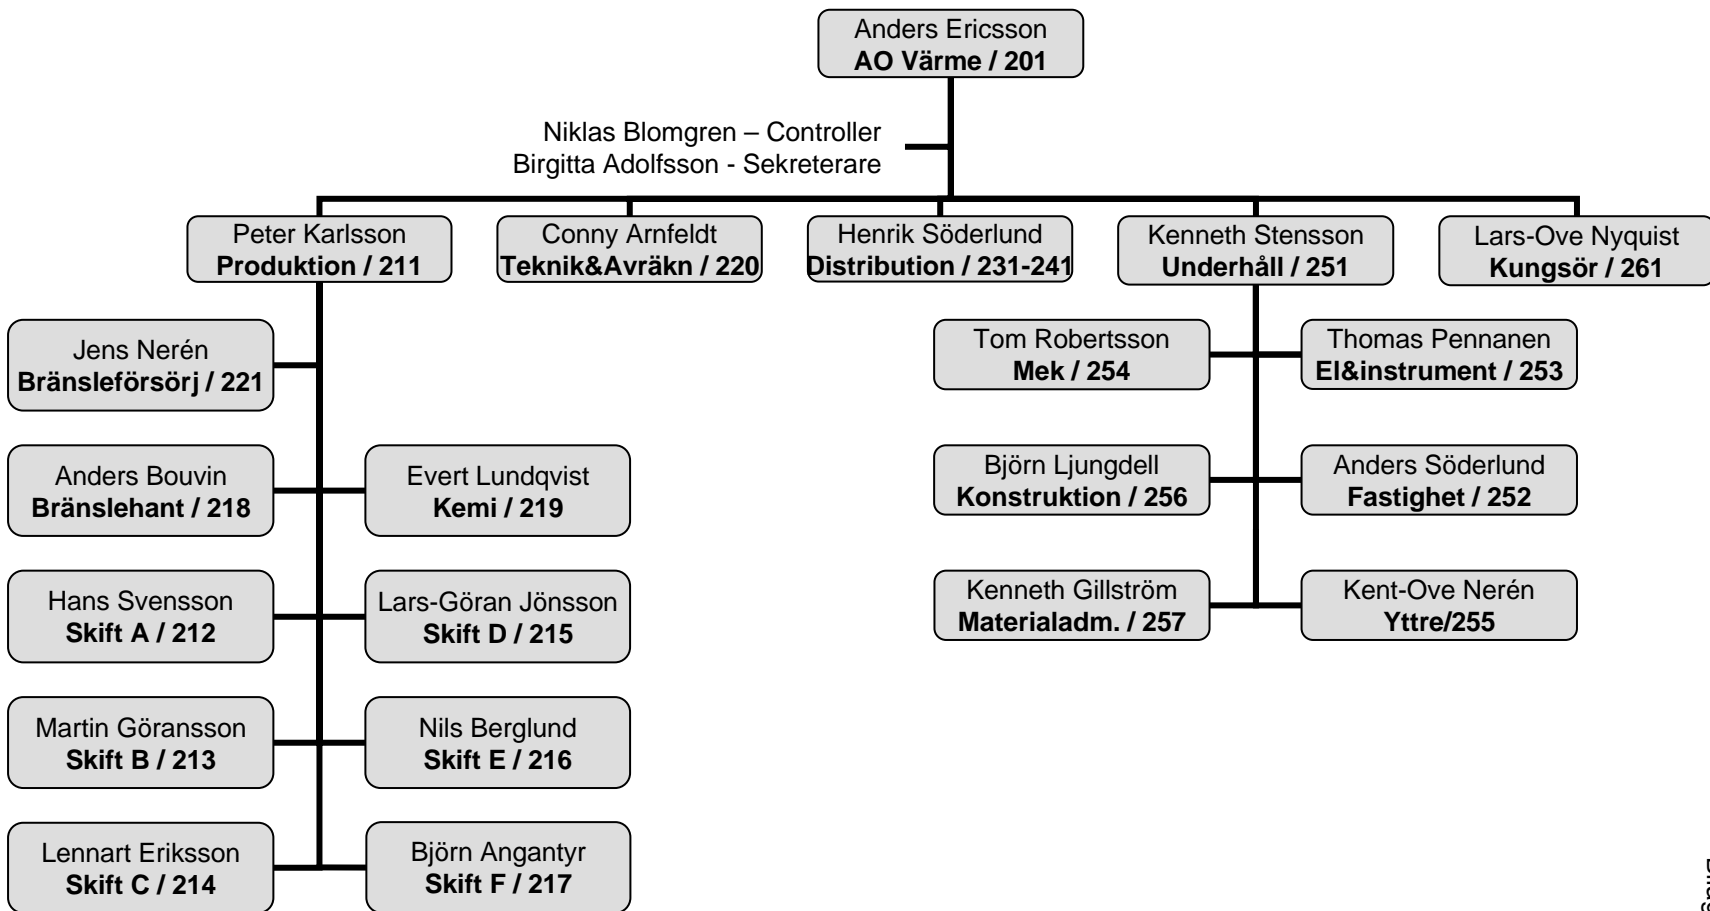 Anders Ericsson
AO Värme / 201
Niklas Blomgren – Controller
Birgitta Adolfsson - Sekreterare
Peter Karlsson
Produktion / 211
Conny Arnfeldt
Teknik&Avräkn / 220
Henrik Söderlund
Distribution / 231-241
Kenneth Stensson
Underhåll / 251
Lars-Ove Nyquist
Kungsör / 261
Jens Nerén
Bränsleförsörj / 221
Anders Bouvin
Bränslehant / 218
Evert Lundqvist
Kemi / 219
Hans Svensson
Skift A / 212
Lars-Göran Jönsson
Skift D / 215
Martin Göransson
Skift B / 213
Nils Berglund
Skift E / 216
Lennart Eriksson
Skift C / 214
Björn Angantyr
Skift F / 217
Tom Robertsson
Mek / 254
Thomas Pennanen
El&instrument / 253
Björn Ljungdell
Konstruktion / 256
Anders Söderlund
Fastighet / 252
Kenneth Gillström
Materialadm. / 257
Kent-Ove Nerén
Yttre/255